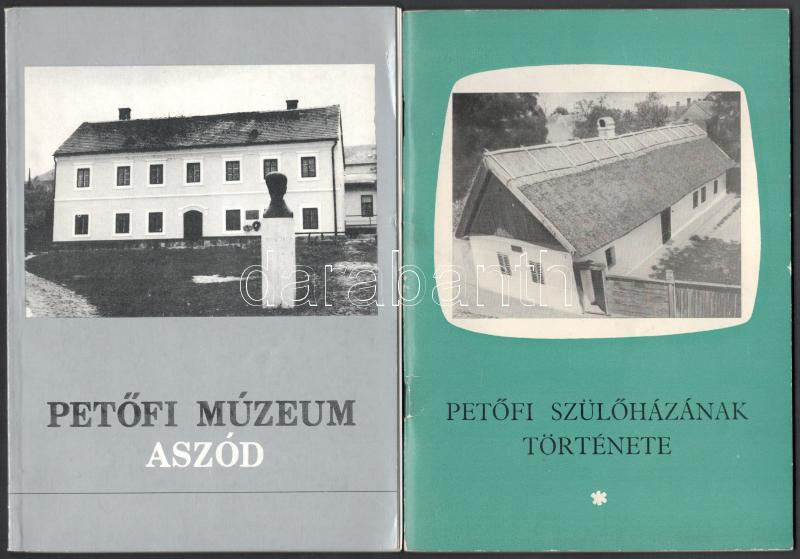 PETŐFI MÚZEUM
ASZÓD
PETŐFI SZÜLŐHÁZÁNAK
TÖRTÉNETE
darabanth